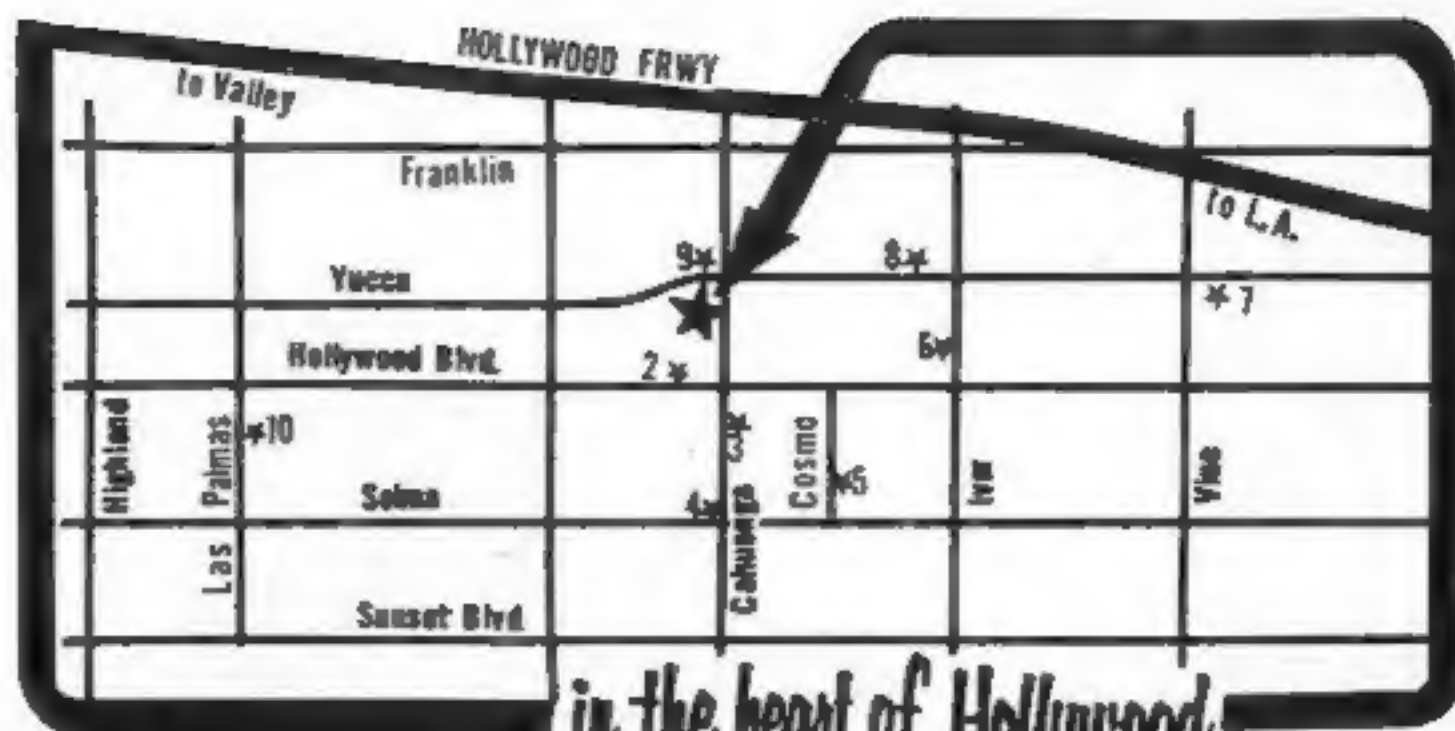 HOLLYWOOD FRWY
to Valley
Franklin
to L.A.
9
8
Yucca
7
Hollywood Blvd.
6
2
Highland
Las Palmas
10
3
Cosmo
5
Ivar
Vine
Selma
4
Cahuenga
Sunset Blvd.
in the heart of Hollywood